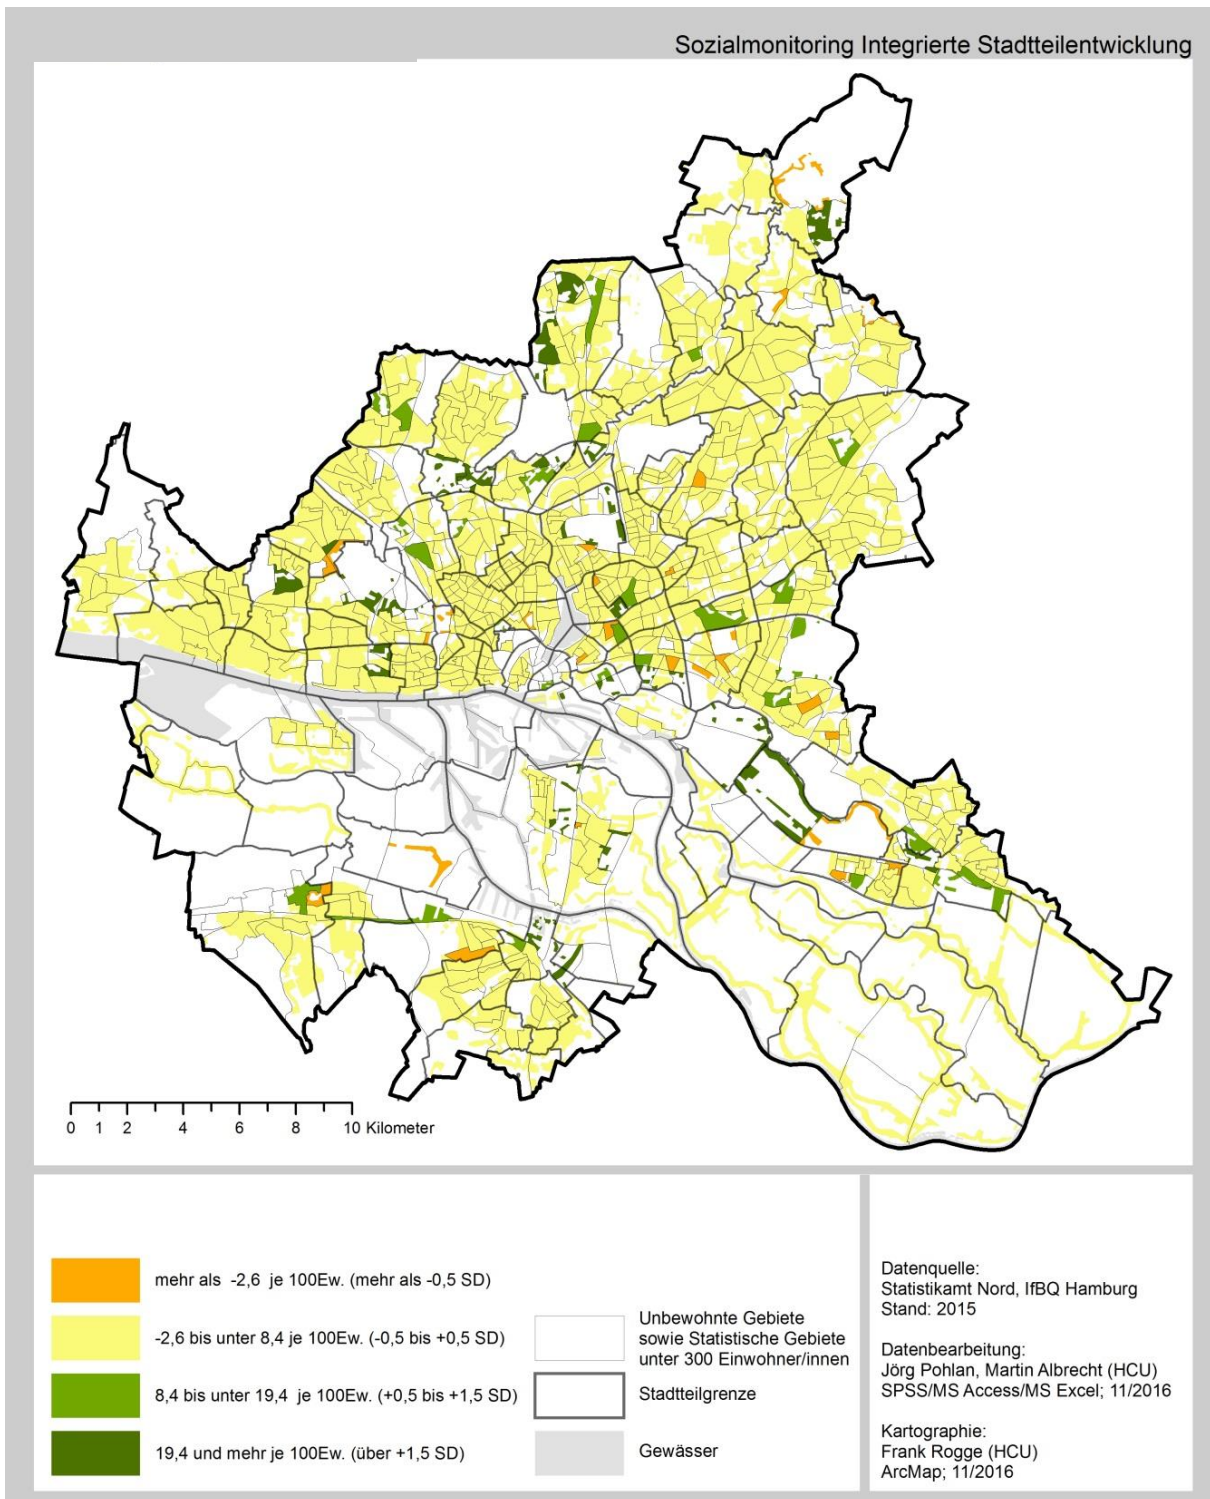 Sozialmonitoring Integrierte Stadtteilentwicklung
0 1 2 4 6 8 10 Kilometer
mehr als -2,6 je 100Ew. (mehr als -0,5 SD)
-2,6 bis unter 8,4 je 100Ew. (-0,5 bis +0,5 SD)
8,4 bis unter 19,4 je 100Ew. (+0,5 bis +1,5 SD)
19,4 und mehr je 100Ew. (über +1,5 SD)
Unbewohnte Gebiete
sowie Statistische Gebiete
unter 300 Einwohner/innen
Stadtteilgrenze
Gewässer
Datenquelle:
Statistikamt Nord, IfBQ Hamburg
Stand: 2015
Datenbearbeitung:
Jörg Pohlan, Martin Albrecht (HCU)
SPSS/MS Access/MS Excel; 11/2016
Kartographie:
Frank Rogge (HCU)
ArcMap; 11/2016